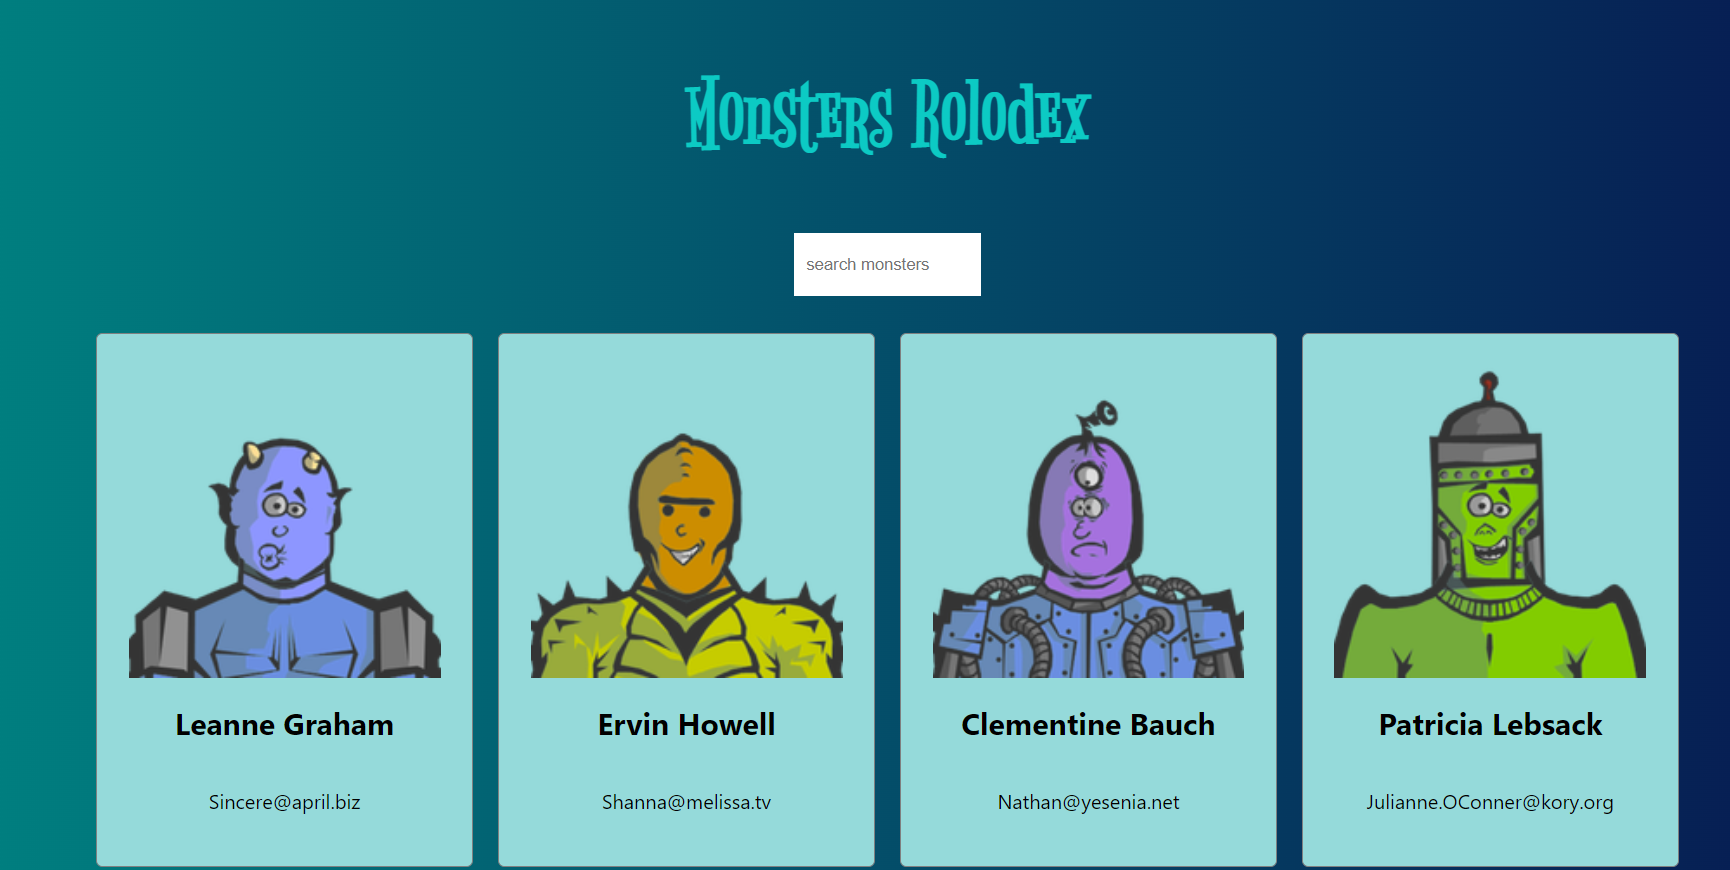 Monsters Rolodex
search monsters
Leanne Graham
Sincere@april.biz
Ervin Howell
Shanna@melissa.tv
Clementine Bauch
Nathan@yesenia.net
Patricia Lebsack
Julianne.OConner@kory.org